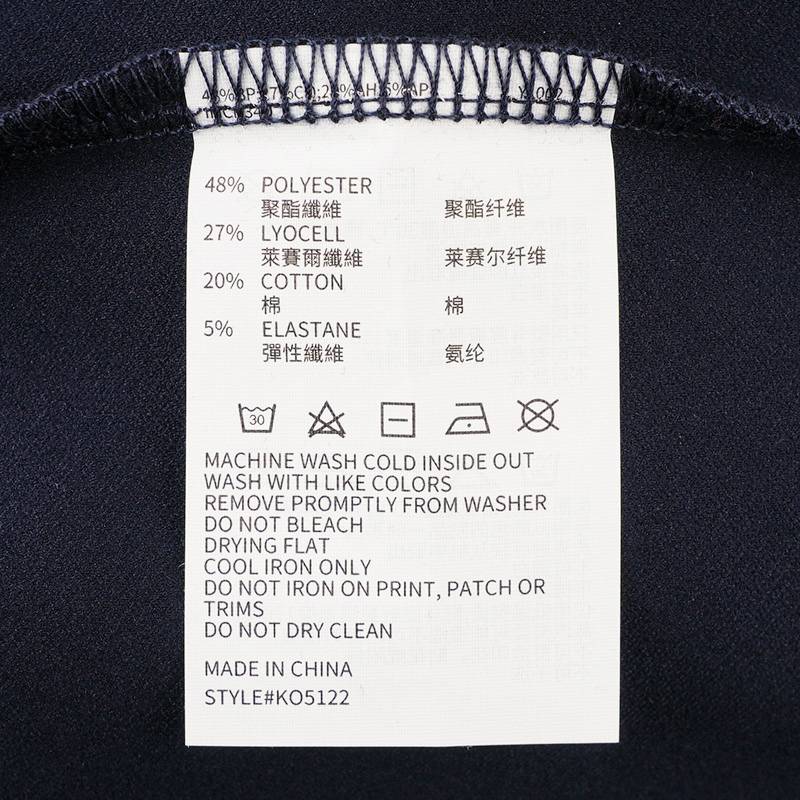 48% POLYESTER
聚酯纖維 聚酯纤维
27% LYOCELL
萊賽爾纖維 莱赛尔纤维
20% COTTON
棉 棉
5% ELASTANE
彈性纖維 氨纶
30
MACHINE WASH COLD INSIDE OUT
WASH WITH LIKE COLORS
REMOVE PROMPTLY FROM WASHER
DO NOT BLEACH
DRYING FLAT
COOL IRON ONLY
DO NOT IRON ON PRINT, PATCH OR
TRIMS
DO NOT DRY CLEAN
MADE IN CHINA
STYLE#KO5122